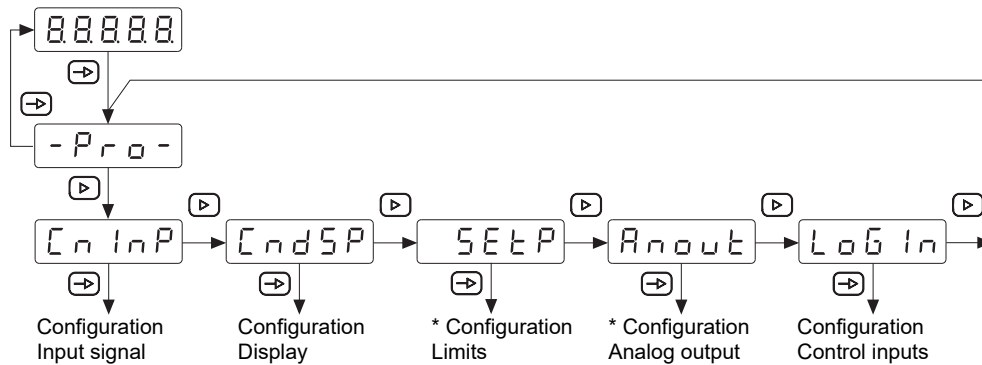 8.8.8.8.8.
-Pro-
CnInP CndSP SEtP Anout LoGIn
Configuration Configuration * Configuration * Configuration Configuration
Input signal Display Limits Analog output Control inputs